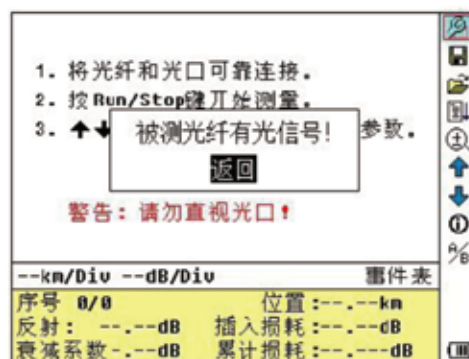 1. 将光纤和光口可靠连接.
2. 按Run/Stop键开始测量.
3. ↑↓ 参数.
被测光纤有光信号!
返回
警告: 请勿直视光口!
--km/Div --dB/Div 事件表
序号 0/0 位置:--.--km
反射: --.--dB 插入损耗:--.--dB
衰减系数-.--dB 累计损耗:--.---dB
A/B